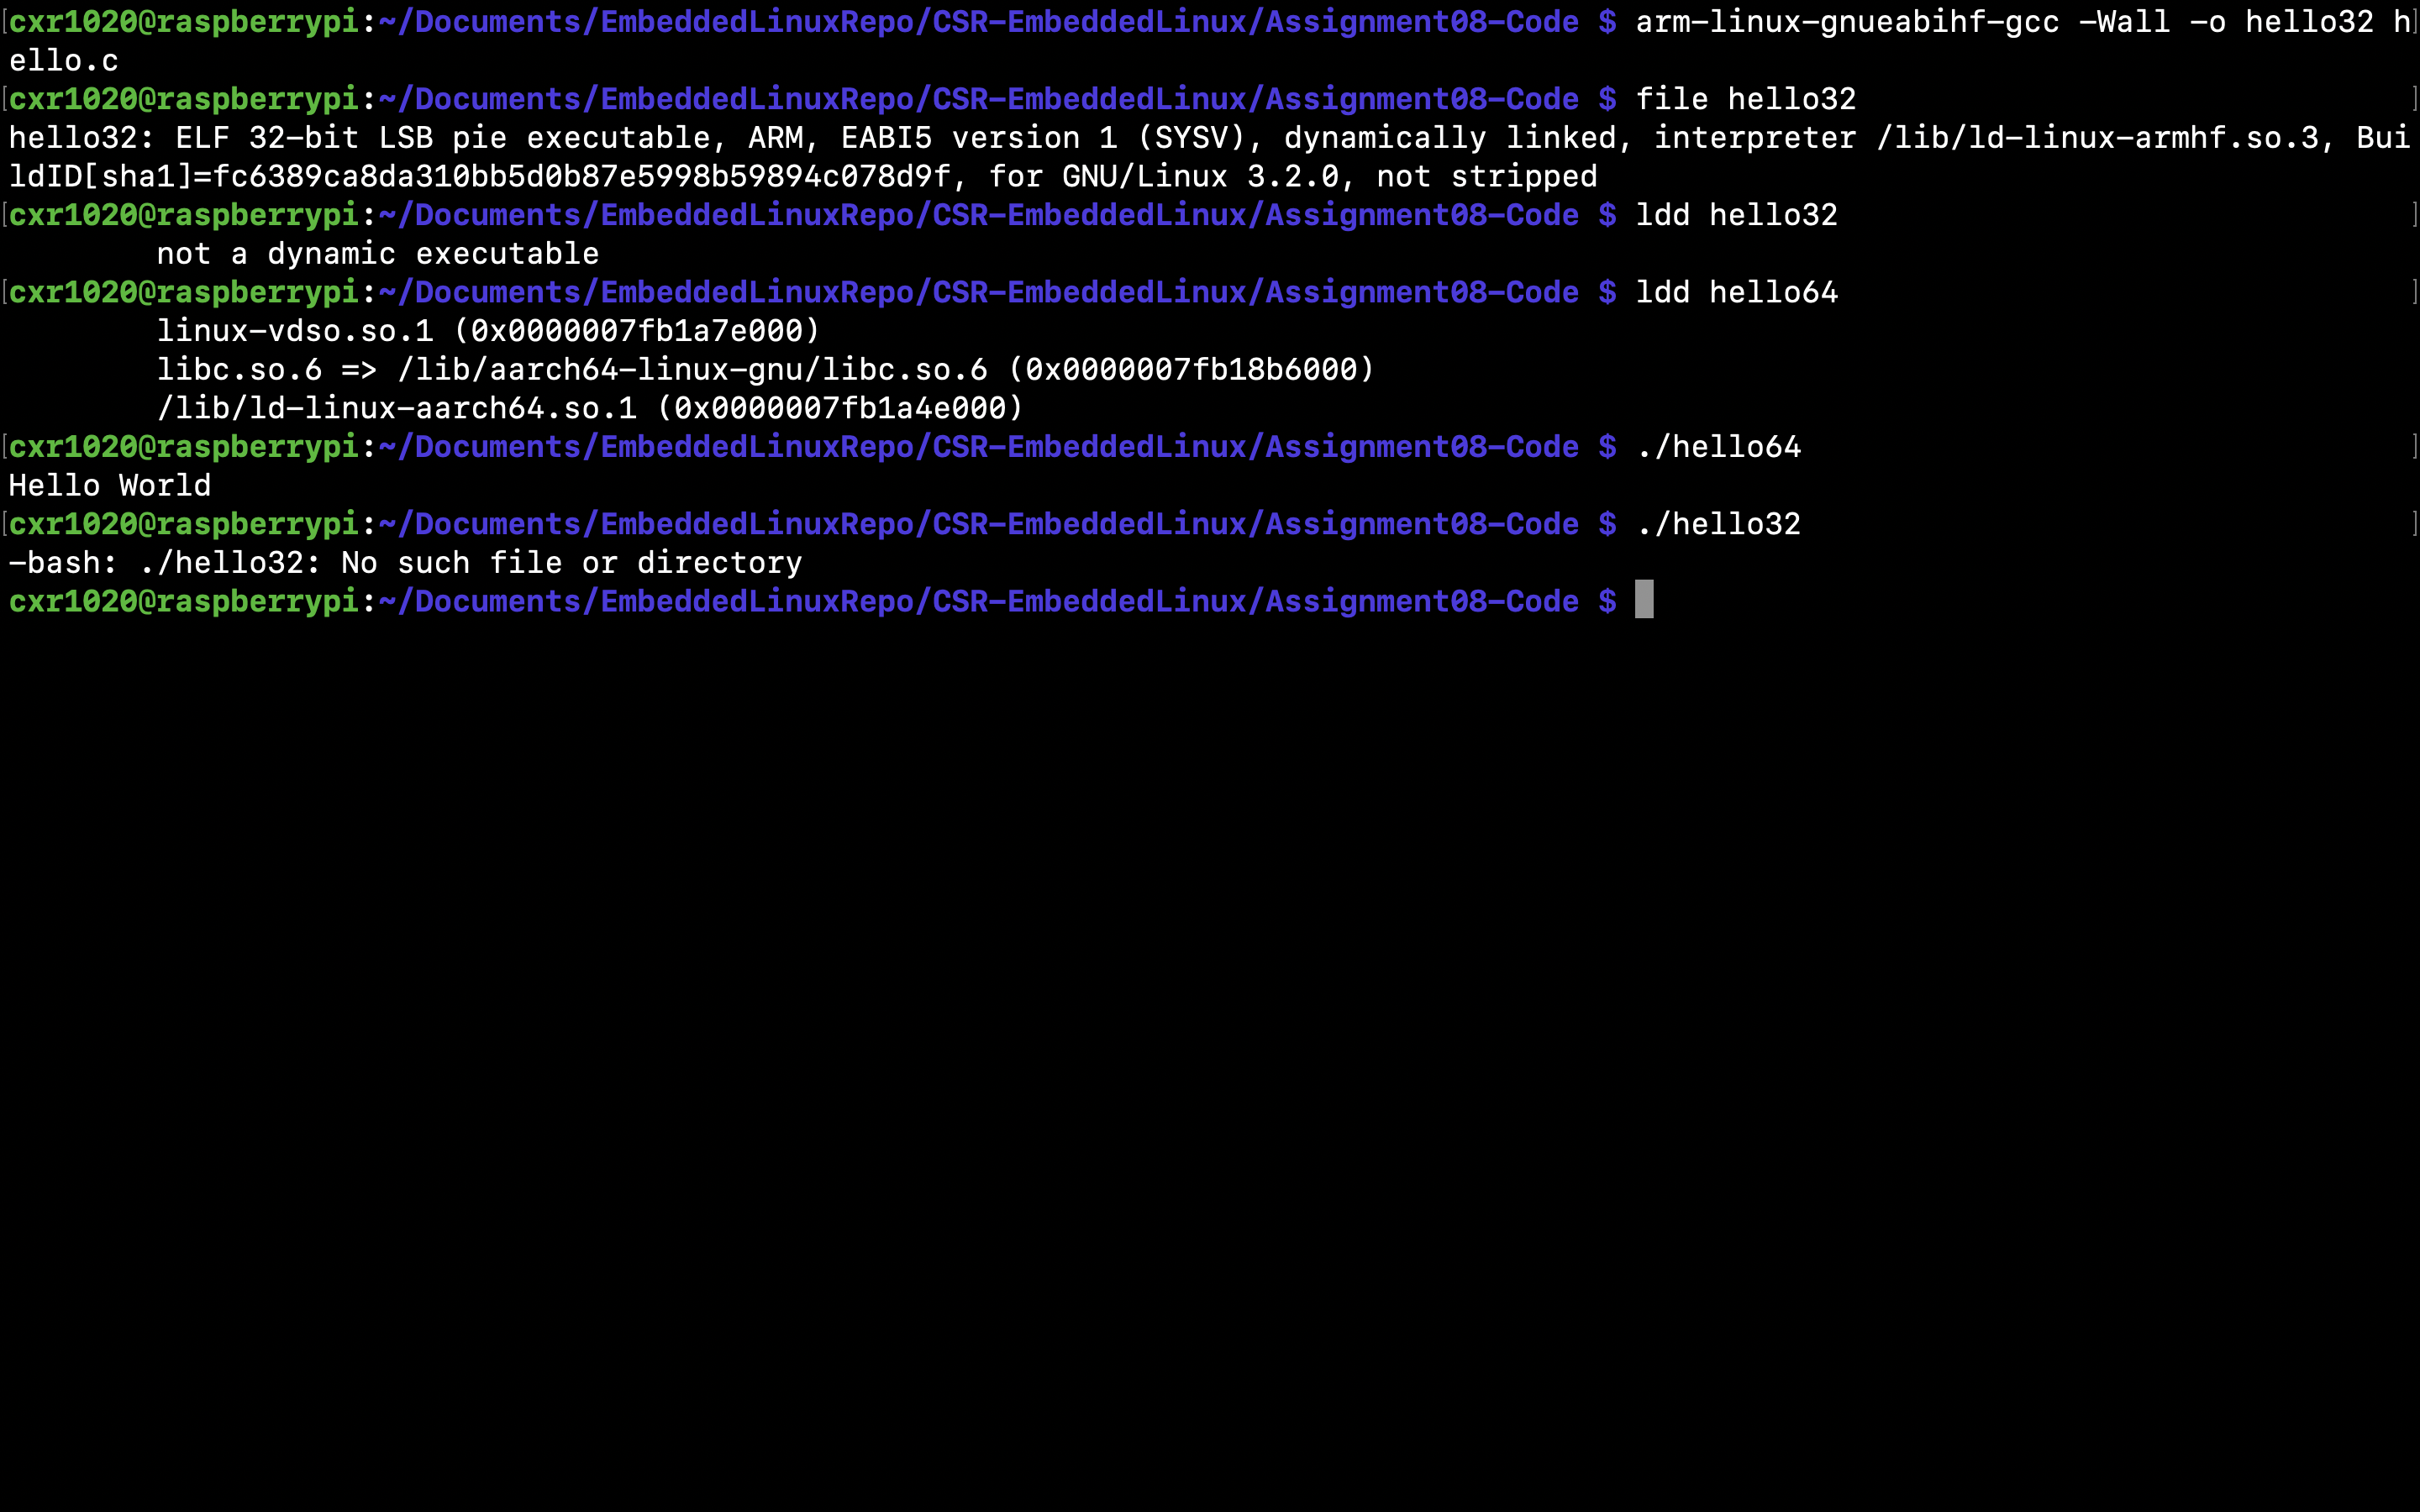 [cxr1020@raspberrypi:~/Documents/EmbeddedLinuxRepo/CSR-EmbeddedLinux/Assignment08-Code $ arm-linux-gnueabihf-gcc -Wall -o hello32 h]
ello.c
[cxr1020@raspberrypi:~/Documents/EmbeddedLinuxRepo/CSR-EmbeddedLinux/Assignment08-Code $ file hello32 ]
hello32: ELF 32-bit LSB pie executable, ARM, EABI5 version 1 (SYSV), dynamically linked, interpreter /lib/ld-linux-armhf.so.3, Bui
ldID[sha1]=fc6389ca8da310bb5d0b87e5998b59894c078d9f, for GNU/Linux 3.2.0, not stripped
[cxr1020@raspberrypi:~/Documents/EmbeddedLinuxRepo/CSR-EmbeddedLinux/Assignment08-Code $ ldd hello32 ]
        not a dynamic executable
[cxr1020@raspberrypi:~/Documents/EmbeddedLinuxRepo/CSR-EmbeddedLinux/Assignment08-Code $ ldd hello64 ]
        linux-vdso.so.1 (0x0000007fb1a7e000)
        libc.so.6 => /lib/aarch64-linux-gnu/libc.so.6 (0x0000007fb18b6000)
        /lib/ld-linux-aarch64.so.1 (0x0000007fb1a4e000)
[cxr1020@raspberrypi:~/Documents/EmbeddedLinuxRepo/CSR-EmbeddedLinux/Assignment08-Code $ ./hello64 ]
Hello World
[cxr1020@raspberrypi:~/Documents/EmbeddedLinuxRepo/CSR-EmbeddedLinux/Assignment08-Code $ ./hello32 ]
-bash: ./hello32: No such file or directory
cxr1020@raspberrypi:~/Documents/EmbeddedLinuxRepo/CSR-EmbeddedLinux/Assignment08-Code $